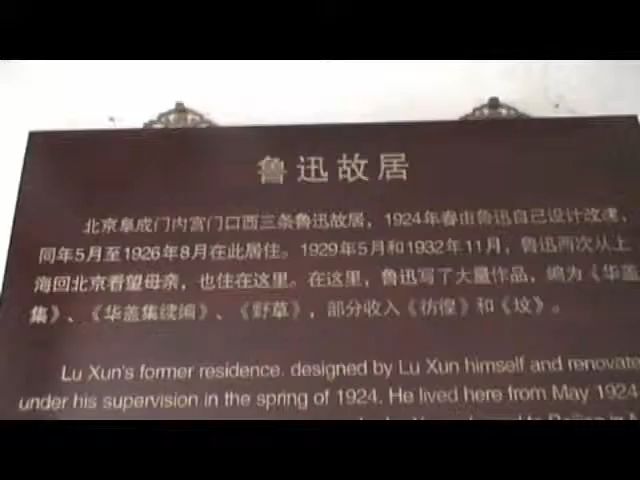 鲁迅故居
北京阜成门内宫门口西三条鲁迅故居，1924年春由鲁迅自己设计改建，
同年5月至1926年8月在此居住。1929年5月和1932年11月，鲁迅两次从上
海回北京看望母亲，也住在这里。在这里，鲁迅写了大量作品，编为《华盖
集》、《华盖集续编》、《野草》，部分收入《彷徨》和《坟》。
Lu Xun's former residence, designed by Lu Xun himself and renovate
under his supervision in the spring of 1924. He lived here from May 1924